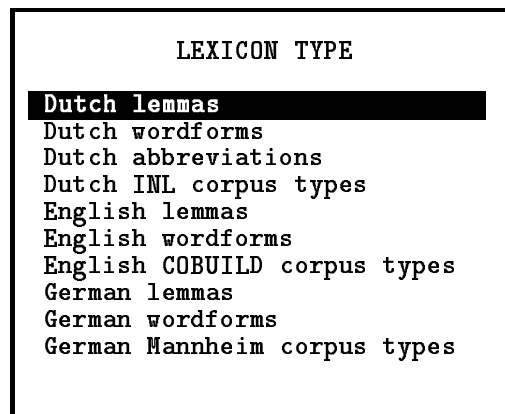 LEXICON TYPE
Dutch lemmas
Dutch wordforms
Dutch abbreviations
Dutch INL corpus types
English lemmas
English wordforms
English COBUILD corpus types
German lemmas
German wordforms
German Mannheim corpus types